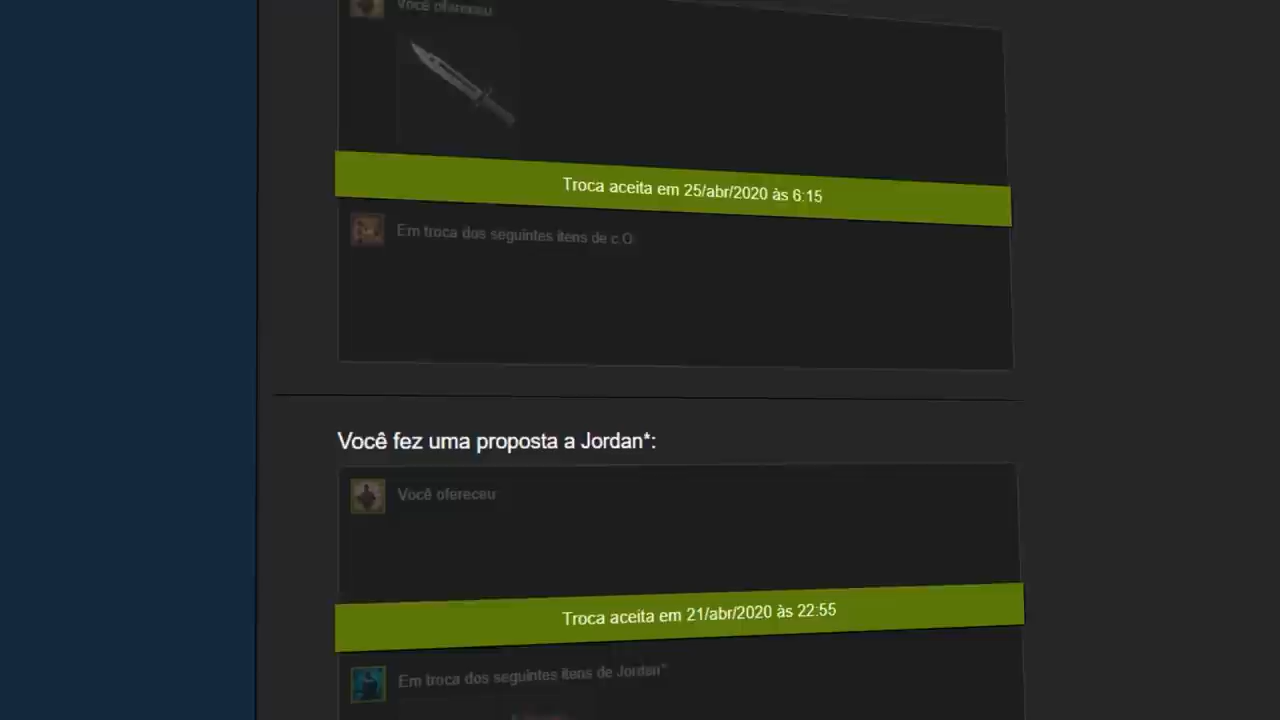 Você ofereceu
Troca aceita em 25/abr/2020 às 6:15
Em troca dos seguintes itens de c.O
Você fez uma proposta a Jordan*:
Você ofereceu
Troca aceita em 21/abr/2020 às 22:55
Em troca dos seguintes itens de Jordan*